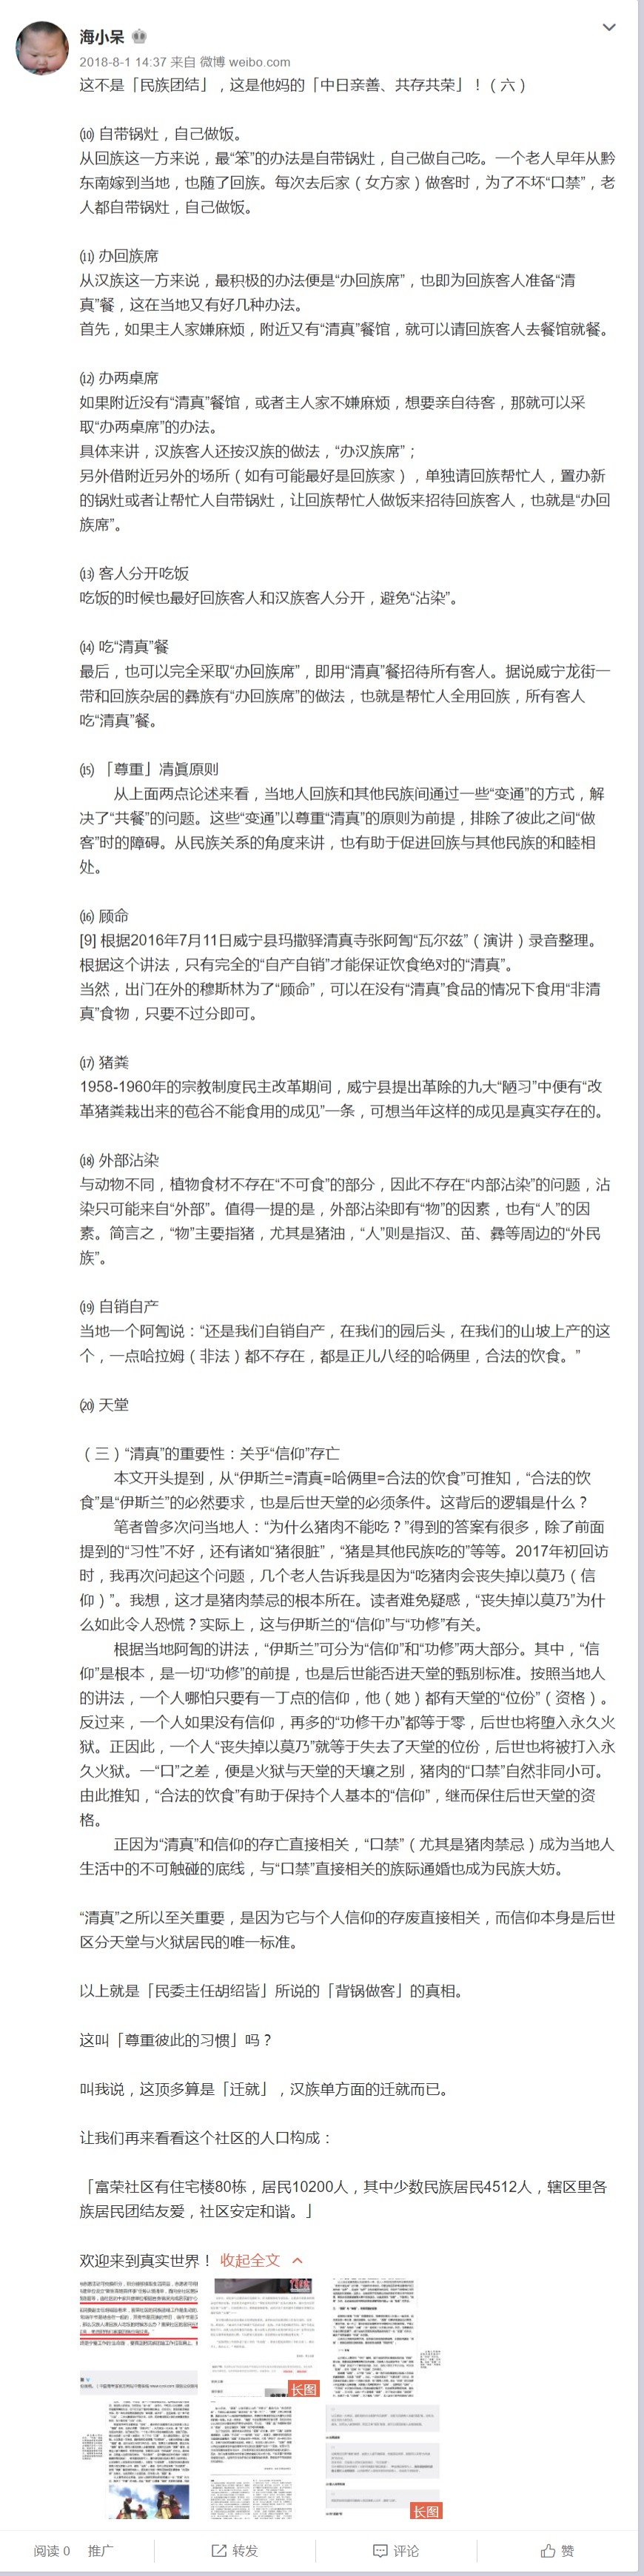 海小呆
2018-8-1 14:37 来自 微博 weibo.com
这不是「民族团结」，这是他妈的「中日亲善、共存共荣」！（六）
⑽ 自带锅灶，自己做饭。
从回族这一方来说，最“笨”的办法是自带锅灶，自己做自己吃。一个老人早年从黔
东南嫁到当地，也随了回族。每次去后家（女方家）做客时，为了不坏“口禁”，老
人都自带锅灶，自己做饭。
⑾ 办回族席
从汉族这一方来说，最积极的办法便是“办回族席”，也即为回族客人准备“清
真”餐，这在当地又有好几种办法。
首先，如果主人家嫌麻烦，附近又有“清真”餐馆，就可以请回族客人去餐馆就餐。
⑿ 办两桌席
如果附近没有“清真”餐馆，或者主人家不嫌麻烦，想要亲自待客，那就可以采
取“办两桌席”的办法。
具体来讲，汉族客人还按汉族的做法，“办汉族席”；
另外借附近另外的场所（如有可能最好是回族家），单独请回族帮忙人，置办新
的锅灶或者让帮忙人自带锅灶，让回族帮忙人做饭来招待回族客人，也就是“办回
族席”。
⒀ 客人分开吃饭
吃饭的时候也最好回族客人和汉族客人分开，避免“沾染”。
⒁ 吃“清真”餐
最后，也可以完全采取“办回族席”，即用“清真”餐招待所有客人。据说威宁龙街一
带和回族杂居的彝族有“办回族席”的做法，也就是帮忙人全用回族，所有客人
吃“清真”餐。
⒂ 「尊重」清眞原则
从上面两点论述来看，当地人回族和其他民族间通过一些“变通”的方式，解
决了“共餐”的问题。这些“变通”以尊重“清真”的原则为前提，排除了彼此之间“做
客”时的障碍。从民族关系的角度来讲，也有助于促进回族与其他民族的和睦相
处。
⒃ 顾命
[9] 根据2016年7月11日威宁县玛撒驿清真寺张阿訇“瓦尔兹”（演讲）录音整理。
根据这个讲法，只有完全的“自产自销”才能保证饮食绝对的“清真”。
当然，出门在外的穆斯林为了“顾命”，可以在没有“清真”食品的情况下食用“非清
真”食物，只要不过分即可。
⒄ 猪粪
1958-1960年的宗教制度民主改革期间，威宁县提出革除的九大“陋习”中便有“改
革猪粪栽出来的苞谷不能食用的成见”一条，可想当年这样的成见是真实存在的。
⒅ 外部沾染
与动物不同，植物食材不存在“不可食”的部分，因此不存在“内部沾染”的问题，沾
染只可能来自“外部”。值得一提的是，外部沾染即有“物”的因素，也有“人”的因
素。简言之，“物”主要指猪，尤其是猪油，“人”则是指汉、苗、彝等周边的“外民
族”。
⒆ 自销自产
当地一个阿訇说：“还是我们自销自产，在我们的园后头，在我们的山坡上产的这
个，一点哈拉姆（非法）都不存在，都是正儿八经的哈俩里，合法的饮食。”
⒇ 天堂
（三）“清真”的重要性：关乎“信仰”存亡
本文开头提到，从“伊斯兰=清真=哈俩里=合法的饮食”可推知，“合法的饮
食”是“伊斯兰”的必然要求，也是后世天堂的必须条件。这背后的逻辑是什么？
笔者曾多次问当地人：“为什么猪肉不能吃？”得到的答案有很多，除了前面
提到的“习性”不好，还有诸如“猪很脏”，“猪是其他民族吃的”等等。2017年初回访
时，我再次问起这个问题，几个老人告诉我是因为“吃猪肉会丧失掉以莫乃（信
仰）”。我想，这才是猪肉禁忌的根本所在。读者难免疑惑，“丧失掉以莫乃”为什
么如此令人恐慌？实际上，这与伊斯兰的“信仰”与“功修”有关。
根据当地阿訇的讲法，“伊斯兰”可分为“信仰”和“功修”两大部分。其中，“信
仰”是根本，是一切“功修”的前提，也是后世能否进天堂的甄别标准。按照当地人
的讲法，一个人哪怕只要有一丁点的信仰，他（她）都有天堂的“位份”（资格）。
反过来，一个人如果没有信仰，再多的“功修干办”都等于零，后世也将堕入永久火
狱。正因此，一个人“丧失掉以莫乃”就等于失去了天堂的位份，后世也将被打入永
久火狱。一“口”之差，便是火狱与天堂的天壤之别，猪肉的“口禁”自然非同小可。
由此推知，“合法的饮食”有助于保持个人基本的“信仰”，继而保住后世天堂的资
格。
正因为“清真”和信仰的存亡直接相关，“口禁”（尤其是猪肉禁忌）成为当地人
生活中的不可触碰的底线，与“口禁”直接相关的族际通婚也成为民族大妨。
“清真”之所以至关重要，是因为它与个人信仰的存废直接相关，而信仰本身是后世
区分天堂与火狱居民的唯一标准。
以上就是「民委主任胡绍皆」所说的「背锅做客」的真相。
这叫「尊重彼此的习惯」吗？
叫我说，这顶多算是「迁就」，汉族单方面的迁就而已。
让我们再来看看这个社区的人口构成：
「富荣社区有住宅楼80栋，居民10200人，其中少数民族居民4512人，辖区里各
族居民团结友爱，社区安定和谐。」
欢迎来到真实世界！ 收起全文
长图
长图
阅读 0 推广 转发 评论 赞